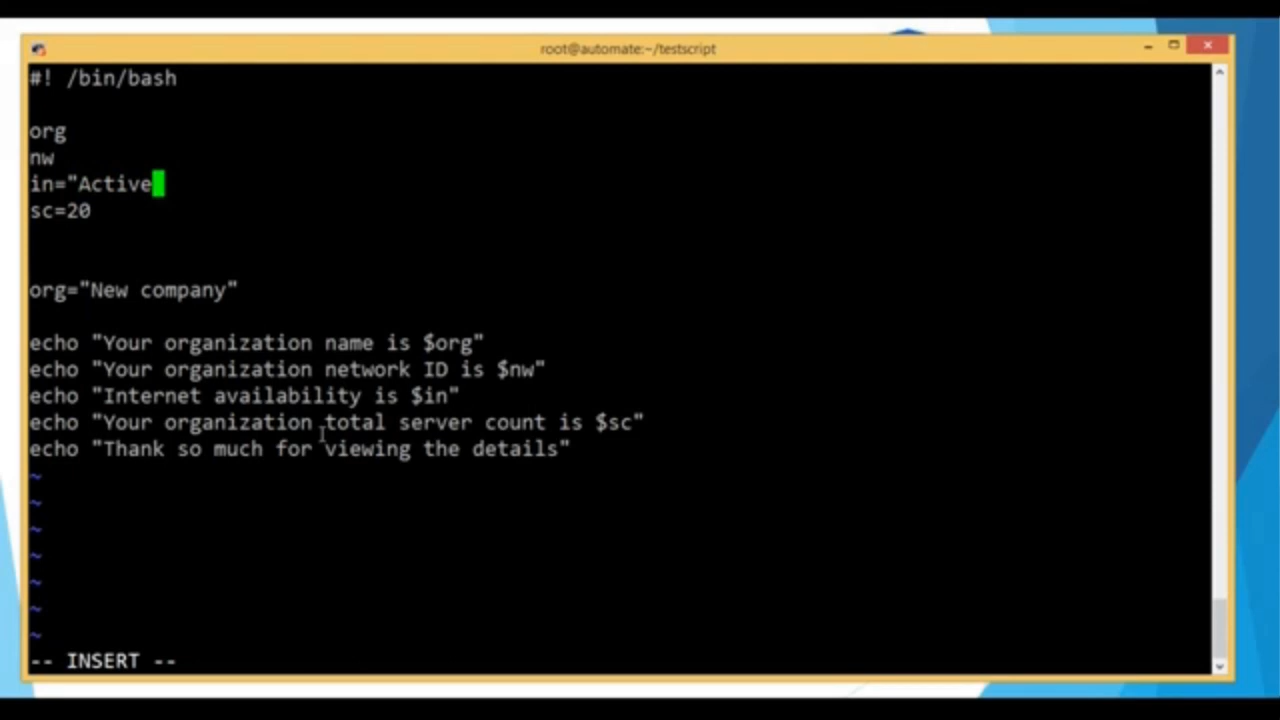 root@automate:~/testscript
#! /bin/bash
org
nw
in="Active
sc=20
org="New company"
echo "Your organization name is $org"
echo "Your organization network ID is $nw"
echo "Internet availability is $in"
echo "Your organization total server count is $sc"
echo "Thank so much for viewing the details"
~
~
~
~
~
~
~
-- INSERT --